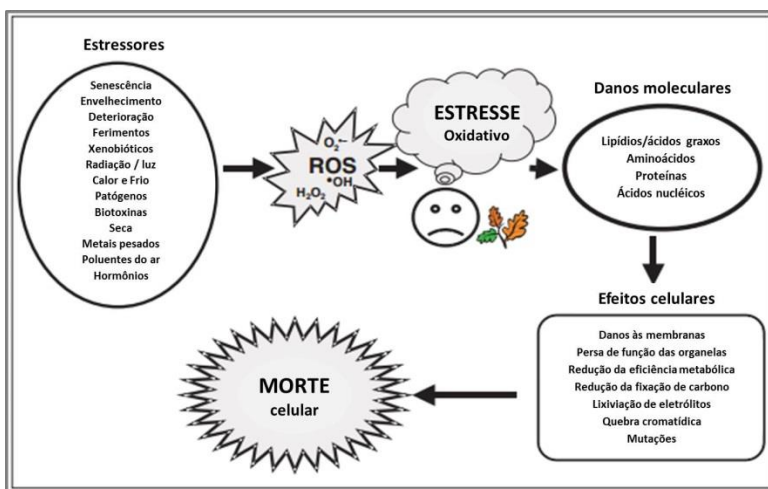 Estressores
Senescência
Envelhecimento
Deterioração
Ferimentos
Xenobióticos
Radiação / luz
Calor e Frio
Patógenos
Biotoxinas
Seca
Metais pesados
Poluentes do ar
Hormônios
O₂•−
ROS
•OH
H₂O₂
ESTRESSE
Oxidativo
Danos moleculares
Lipídios/ácidos graxos
Aminoácidos
Proteínas
Ácidos nucléicos
Efeitos celulares
Danos às membranas
Persa de função das organelas
Redução da eficiência metabólica
Redução da fixação de carbono
Lixiviação de eletrólitos
Quebra cromatídica
Mutações
MORTE
celular